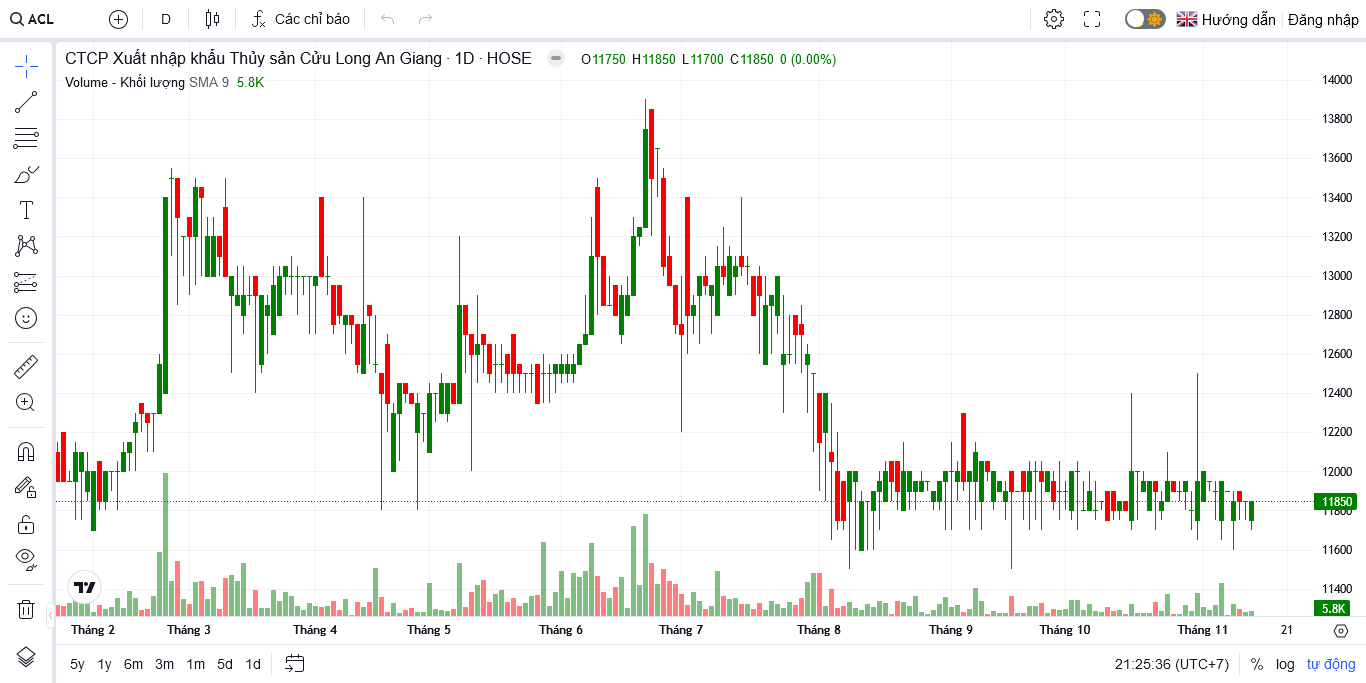 ACL D Các chỉ báo Hướng dẫn Đăng nhập
CTCP Xuất nhập khẩu Thủy sản Cửu Long An Giang · 1D · HOSE O11750 H11850 L11700 C11850 0 (0.00%)
Volume - Khối lượng SMA 9 5.8K
14000
13800
13600
13400
13200
13000
12800
12600
12400
12200
12000
11850
11800
11600
11400
5.8K
Tháng 2 Tháng 3 Tháng 4 Tháng 5 Tháng 6 Tháng 7 Tháng 8 Tháng 9 Tháng 10 Tháng 11 21
5y 1y 6m 3m 1m 5d 1d 21:25:36 (UTC+7) % log tự động